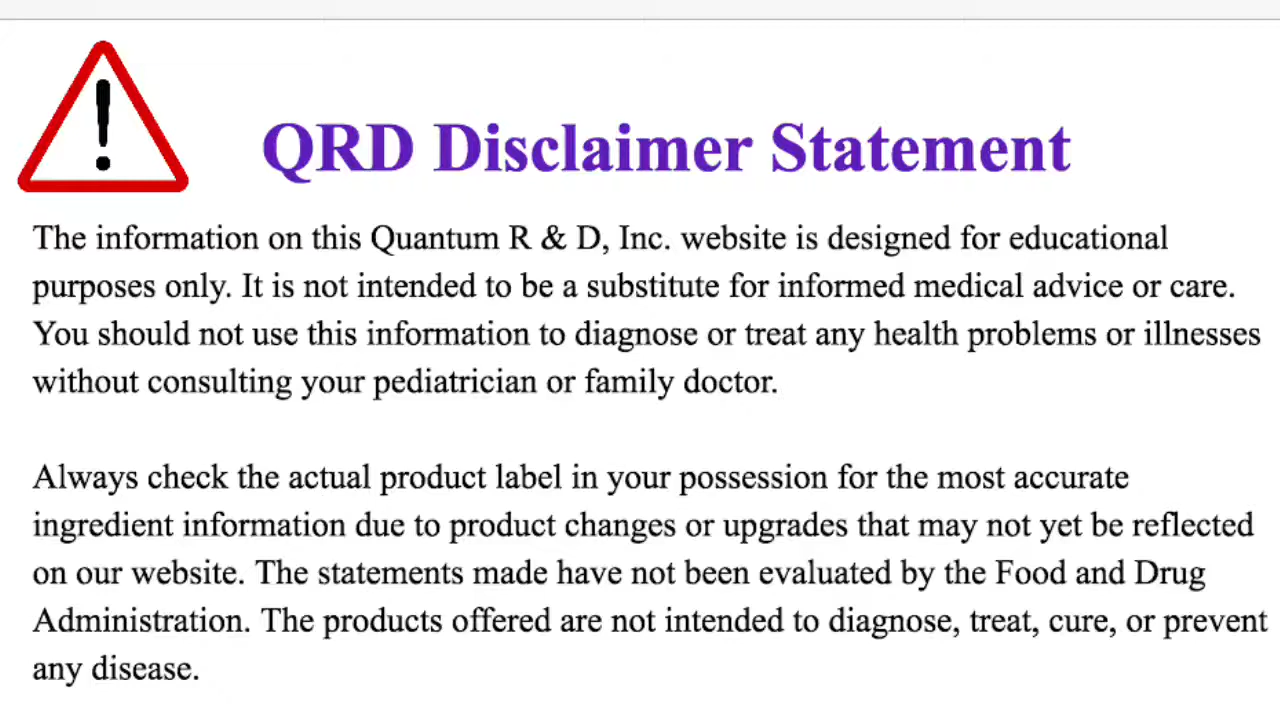 QRD Disclaimer Statement
The information on this Quantum R & D, Inc. website is designed for educational
purposes only. It is not intended to be a substitute for informed medical advice or care.
You should not use this information to diagnose or treat any health problems or illnesses
without consulting your pediatrician or family doctor.
Always check the actual product label in your possession for the most accurate
ingredient information due to product changes or upgrades that may not yet be reflected
on our website. The statements made have not been evaluated by the Food and Drug
Administration. The products offered are not intended to diagnose, treat, cure, or prevent
any disease.